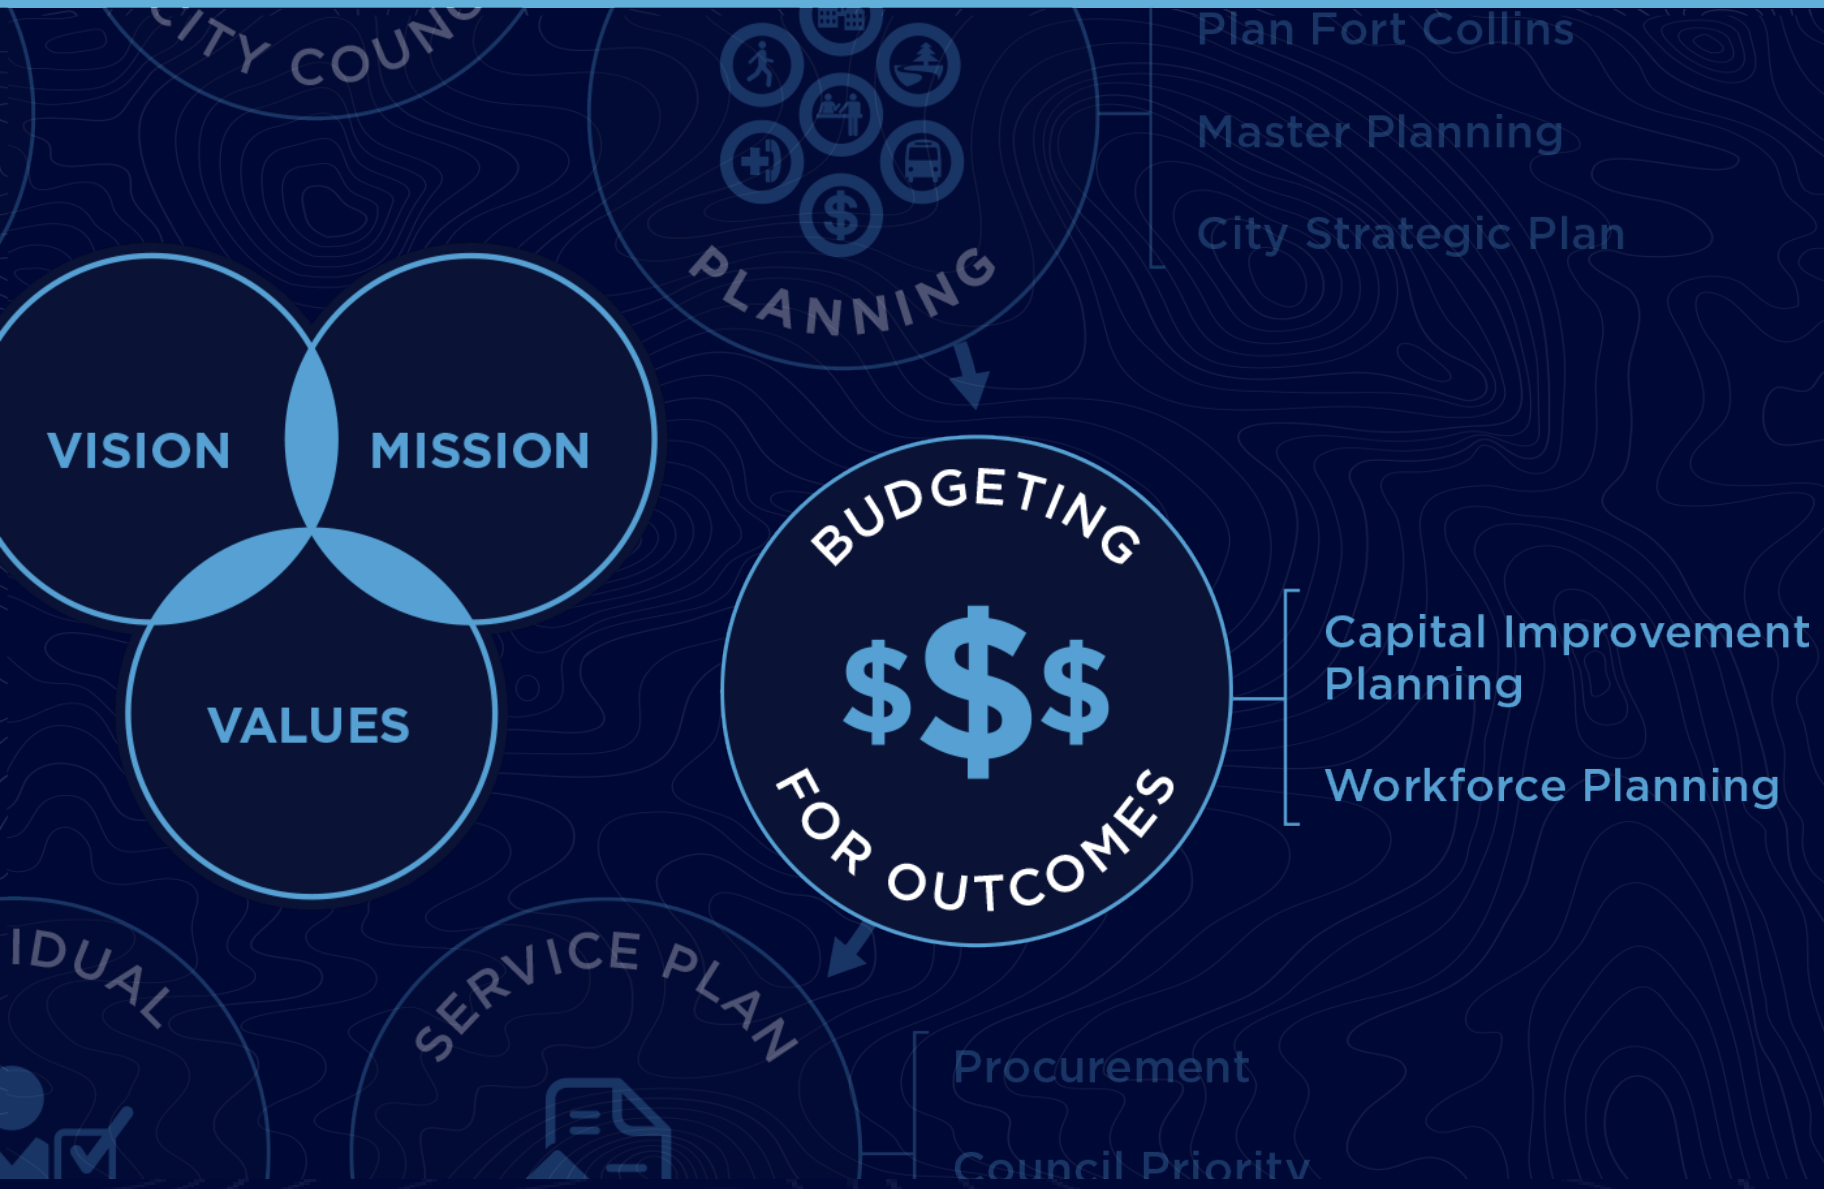 CITY COUNC
Plan Fort Collins
Master Planning
City Strategic Plan
PLANNING
VISION
MISSION
VALUES
BUDGETING
$$$
FOR OUTCOMES
Capital Improvement
Planning
Workforce Planning
IDUAL
SERVICE PLAN
Procurement
Council Priority